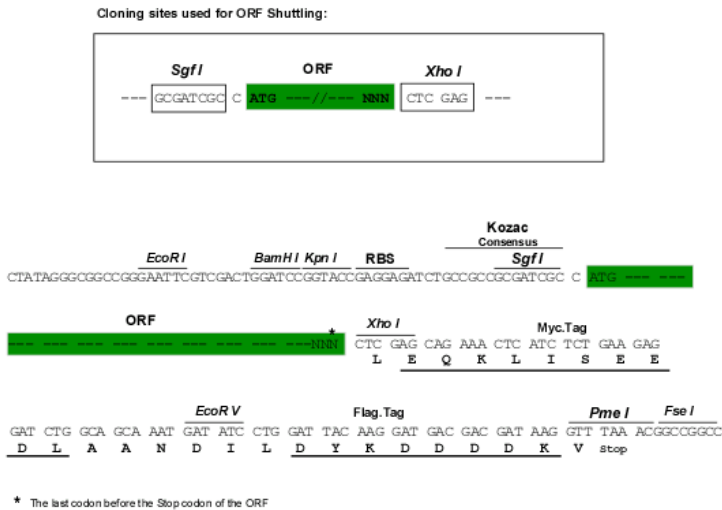 Cloning sites used for ORF Shuttling:
Sgf I ORF Xho I
--- GCGATCGC C ATG ---//--- NNN CTC GAG ---
Kozac
Consensus
EcoR I BamH I Kpn I RBS Sgf I
CTATAGGGCGGCCGGGAATTCGTCGACTGGATCCGGTACCGAGGAGATCTGCCGCCGCGATCGC C ATG --- ---
ORF * Xho I Myc.Tag
--- --- --- --- --- --- --- --- --- --- ---NNN CTC GAG CAG AAA CTC ATC TCT GAA GAG
L E Q K L I S E E
EcoR V Flag.Tag Pme I Fse I
GAT CTG GCA GCA AAT GAT ATC CTG GAT TAC AAG GAT GAC GAC GAT AAG GTT TAA ACGGCCGGCC
D L A A N D I L D Y K D D D D K V Stop
* The last codon before the Stop codon of the ORF